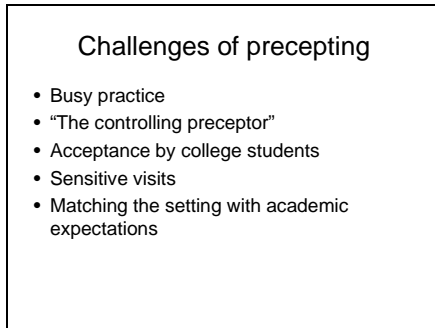 Challenges of precepting
• Busy practice
• “The controlling preceptor”
• Acceptance by college students
• Sensitive visits
• Matching the setting with academic
expectations